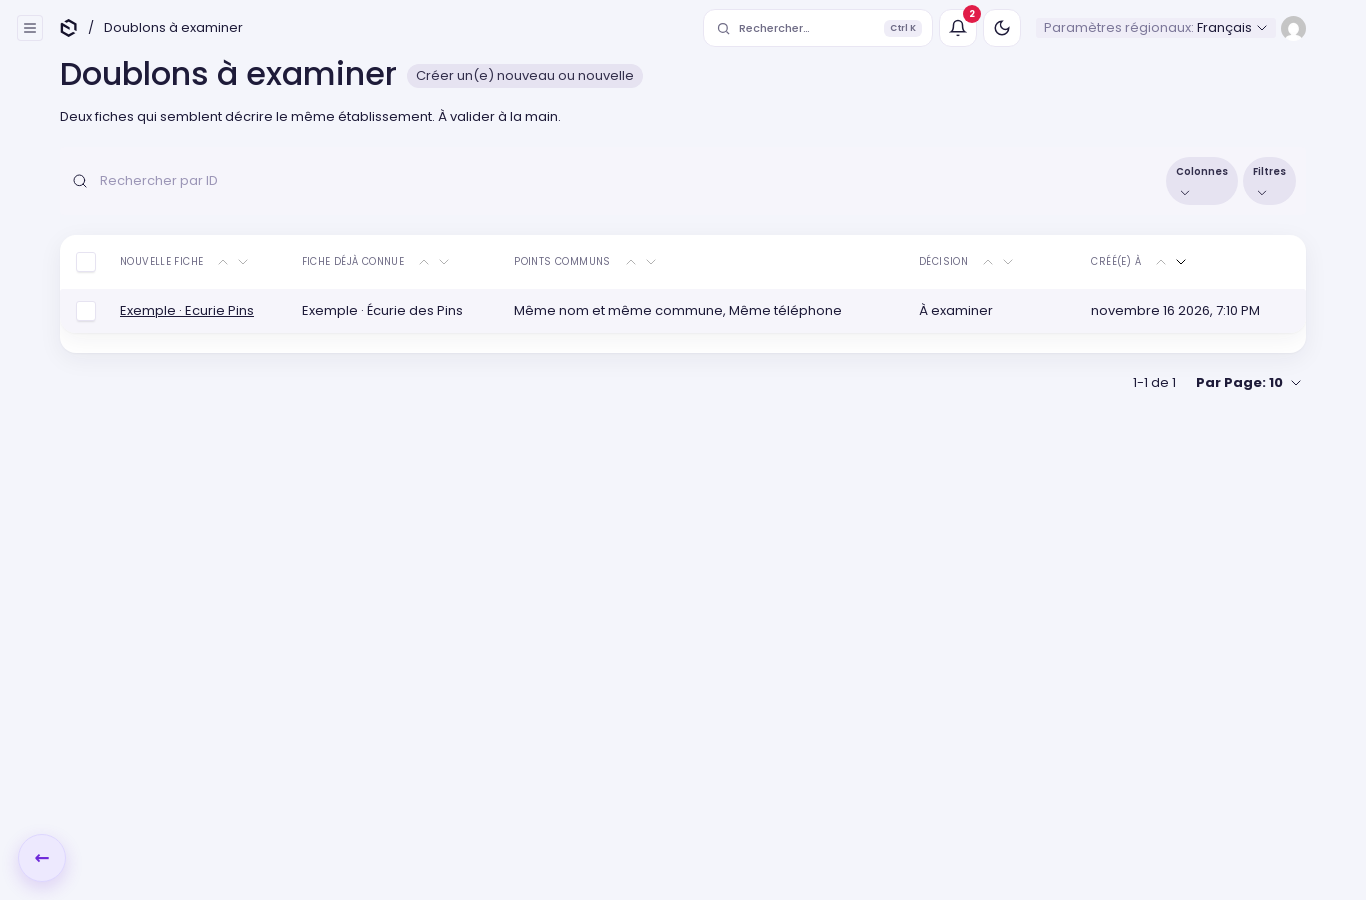 / Doublons à examiner
Rechercher... Ctrl K
2
Paramètres régionaux: Français
Doublons à examiner
Créer un(e) nouveau ou nouvelle
Deux fiches qui semblent décrire le même établissement. À valider à la main.
Rechercher par ID
Colonnes
Filtres
NOUVELLE FICHE FICHE DÉJÀ CONNUE POINTS COMMUNS DÉCISION CRÉÉ(E) À
Exemple · Ecurie Pins Exemple · Écurie des Pins Même nom et même commune, Même téléphone À examiner novembre 16 2026, 7:10 PM
1-1 de 1 Par Page: 10